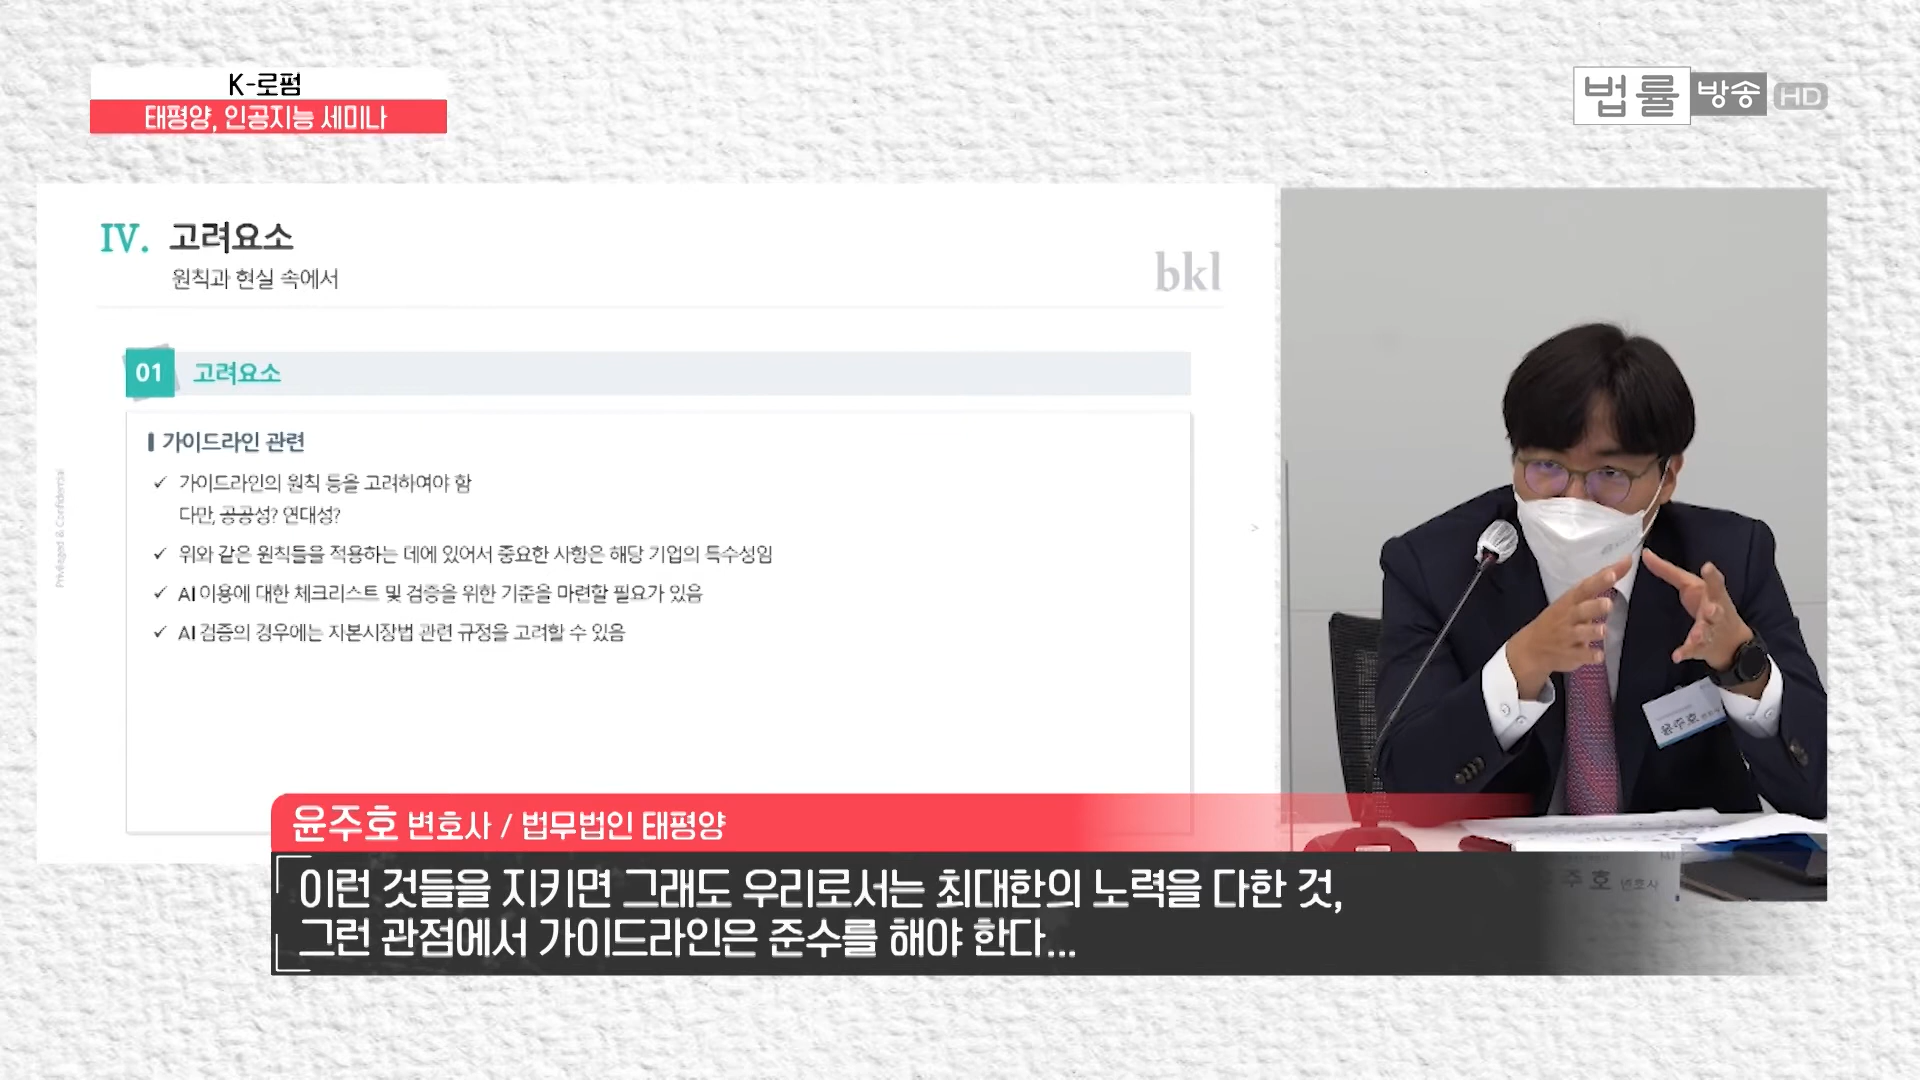 K-로펌
태평양, 인공지능 세미나
법률방송 HD
IV. 고려요소
원칙과 현실 속에서
bkl
01 고려요소
가이드라인 관련
✓ 가이드라인의 원칙 등을 고려하여야 함
다만, 공공성? 연대성?
✓ 위와 같은 원칙들을 적용하는 데에 있어서 중요한 사항은 해당 기업의 특수성임
✓ AI 이용에 대한 체크리스트 및 검증을 위한 기준을 마련할 필요가 있음
✓ AI 검증의 경우에는 자본시장법 관련 규정을 고려할 수 있음
Privileged & Confidential
>
윤주호
윤주호 변호사 / 법무법인 태평양
주호 변호사
이런 것들을 지키면 그래도 우리로서는 최대한의 노력을 다한 것,
그런 관점에서 가이드라인은 준수를 해야 한다...